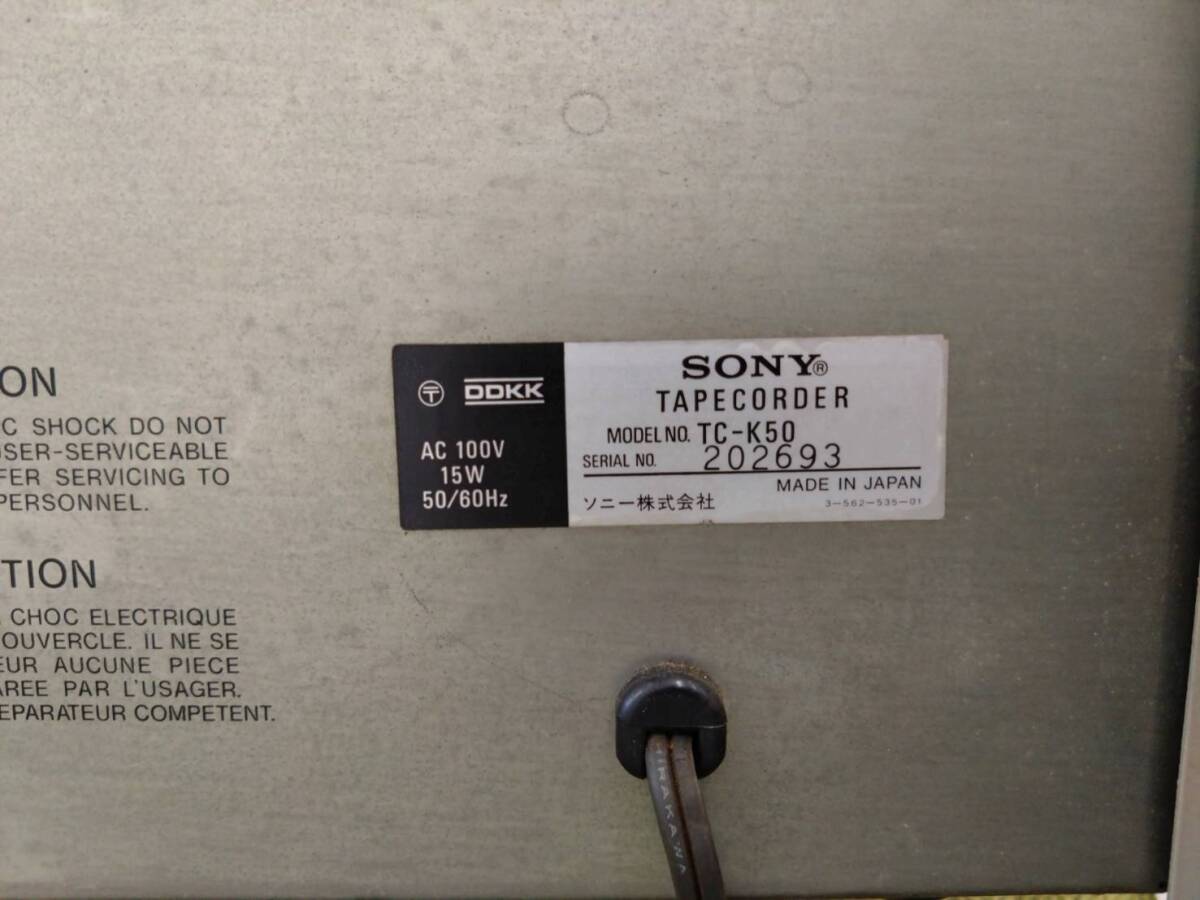 ON
C SHOCK DO NOT
USER-SERVICEABLE
FER SERVICING TO
PERSONNEL.
TION
CHOC ELECTRIQUE
OUVERCLE. IL NE SE
EUR AUCUNE PIECE
AREE PAR L'USAGER.
EPARATEUR COMPETENT.
〶 DDKK
AC 100V
15W
50/60Hz
SONY®
TAPECORDER
MODEL NO. TC-K50
SERIAL NO. 202693
MADE IN JAPAN
ソニー株式会社 3-562-535-01
HIRAKAWA